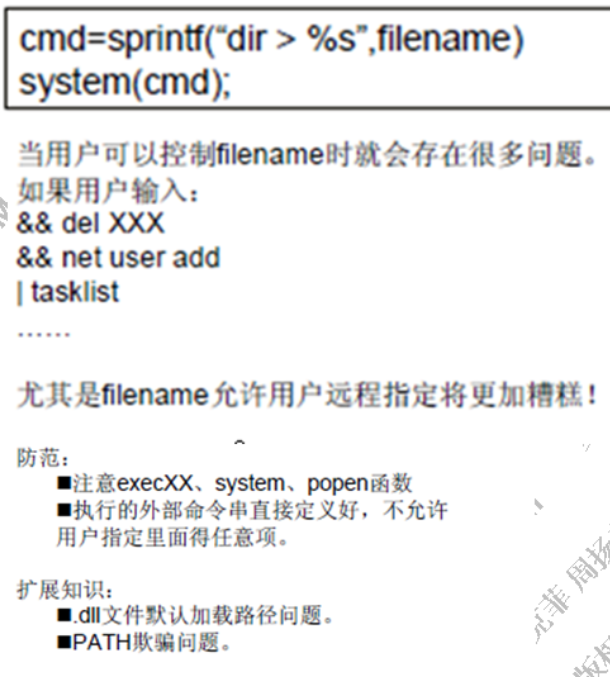 cmd=sprintf(“dir > %s”,filename)
system(cmd);
当用户可以控制filename时就会存在很多问题。
如果用户输入：
&& del XXX
&& net user add
| tasklist
……
尤其是filename允许用户远程指定将更加糟糕！
防范：
■注意execXX、system、popen函数
■执行的外部命令串直接定义好，不允许
用户指定里面得任意项。
扩展知识：
■.dll文件默认加载路径问题。
■PATH欺骗问题。